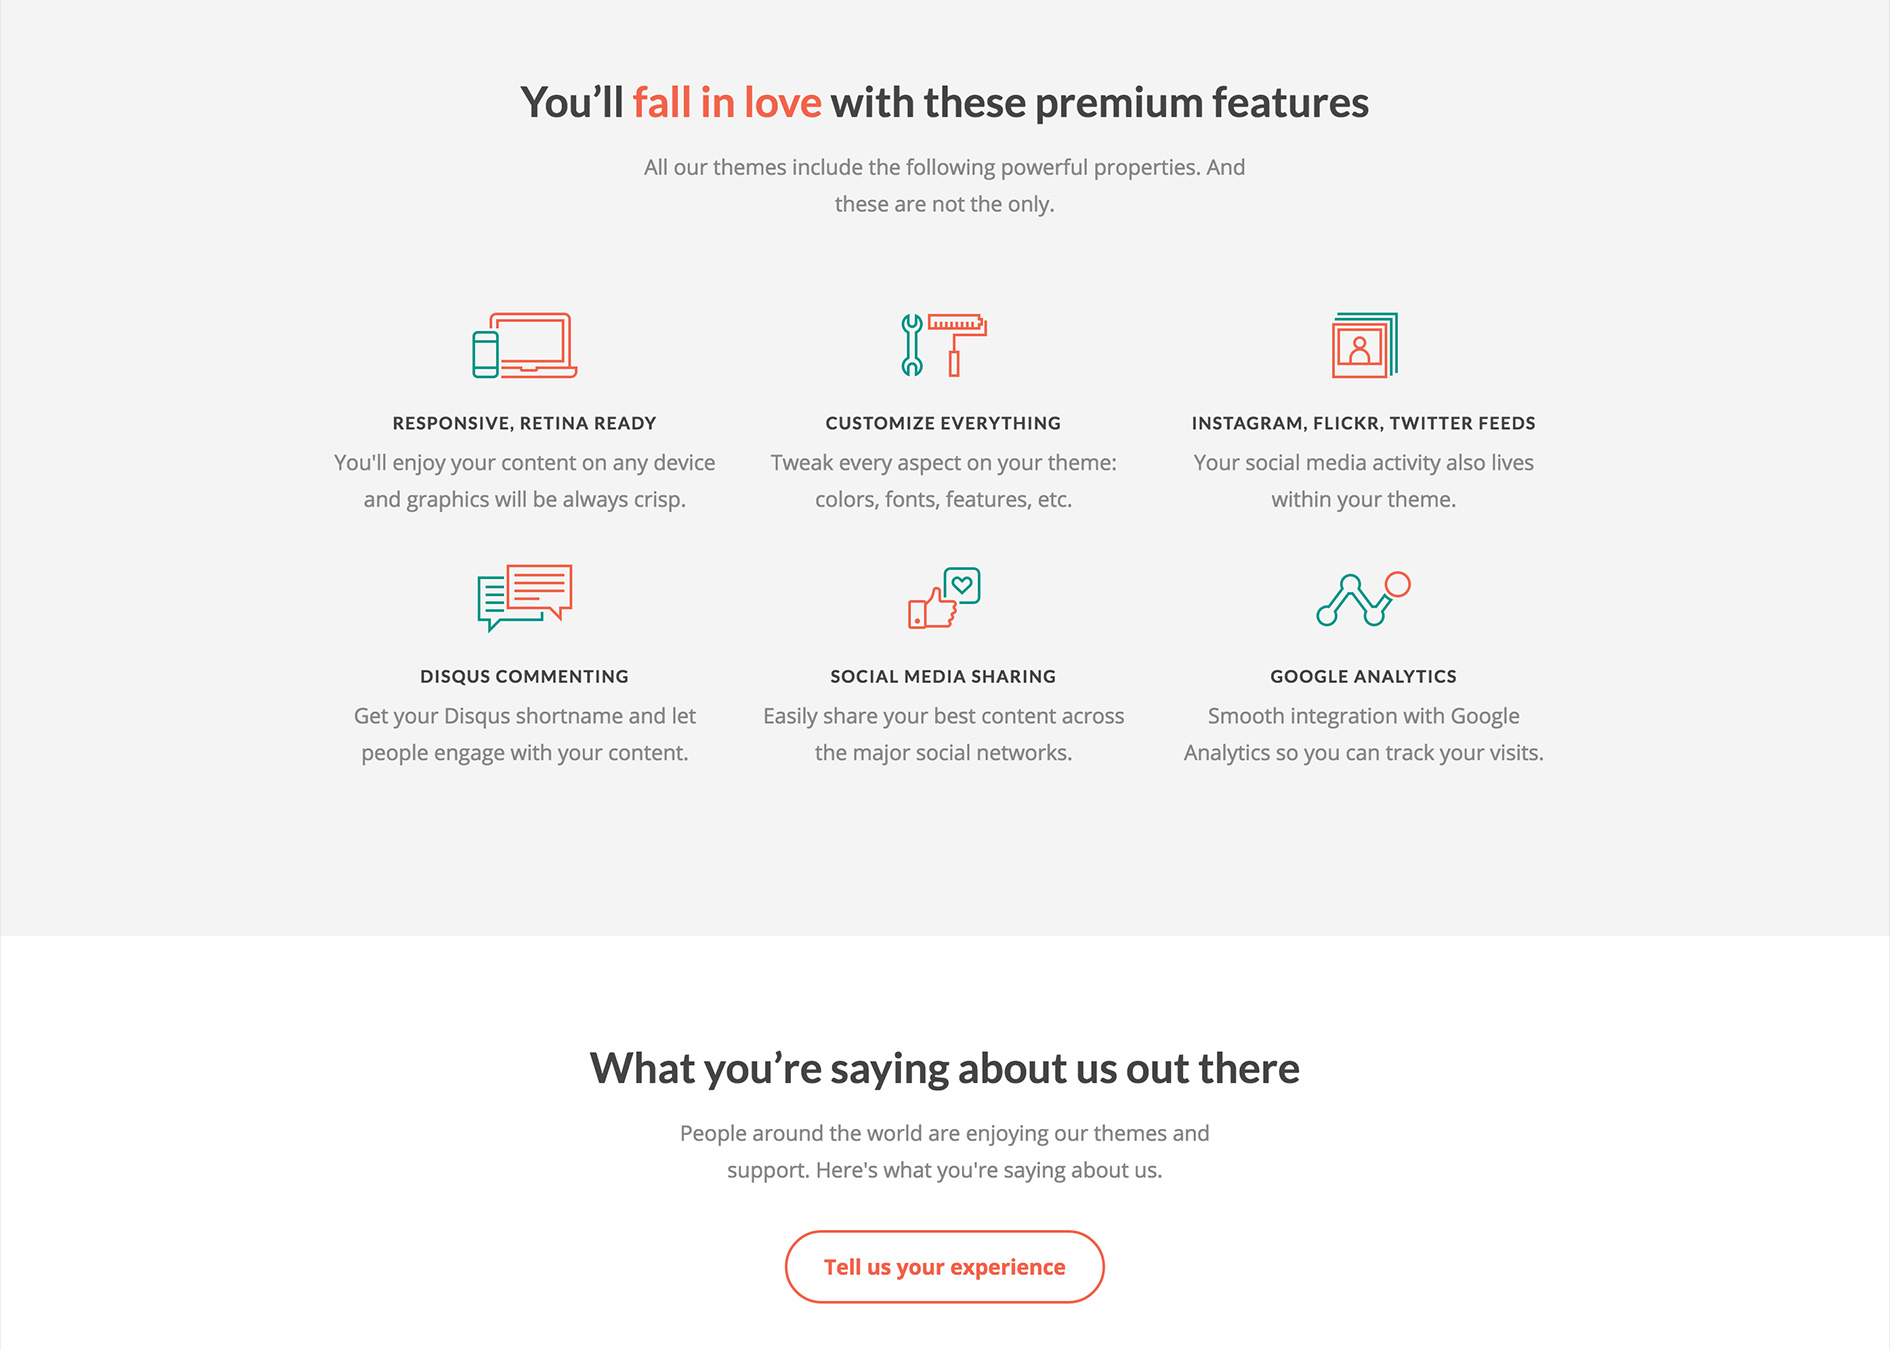 You’ll fall in love with these premium features
All our themes include the following powerful properties. And
these are not the only.
RESPONSIVE, RETINA READY
You'll enjoy your content on any device
and graphics will be always crisp.
CUSTOMIZE EVERYTHING
Tweak every aspect on your theme:
colors, fonts, features, etc.
INSTAGRAM, FLICKR, TWITTER FEEDS
Your social media activity also lives
within your theme.
DISQUS COMMENTING
Get your Disqus shortname and let
people engage with your content.
SOCIAL MEDIA SHARING
Easily share your best content across
the major social networks.
GOOGLE ANALYTICS
Smooth integration with Google
Analytics so you can track your visits.
What you’re saying about us out there
People around the world are enjoying our themes and
support. Here's what you're saying about us.
Tell us your experience